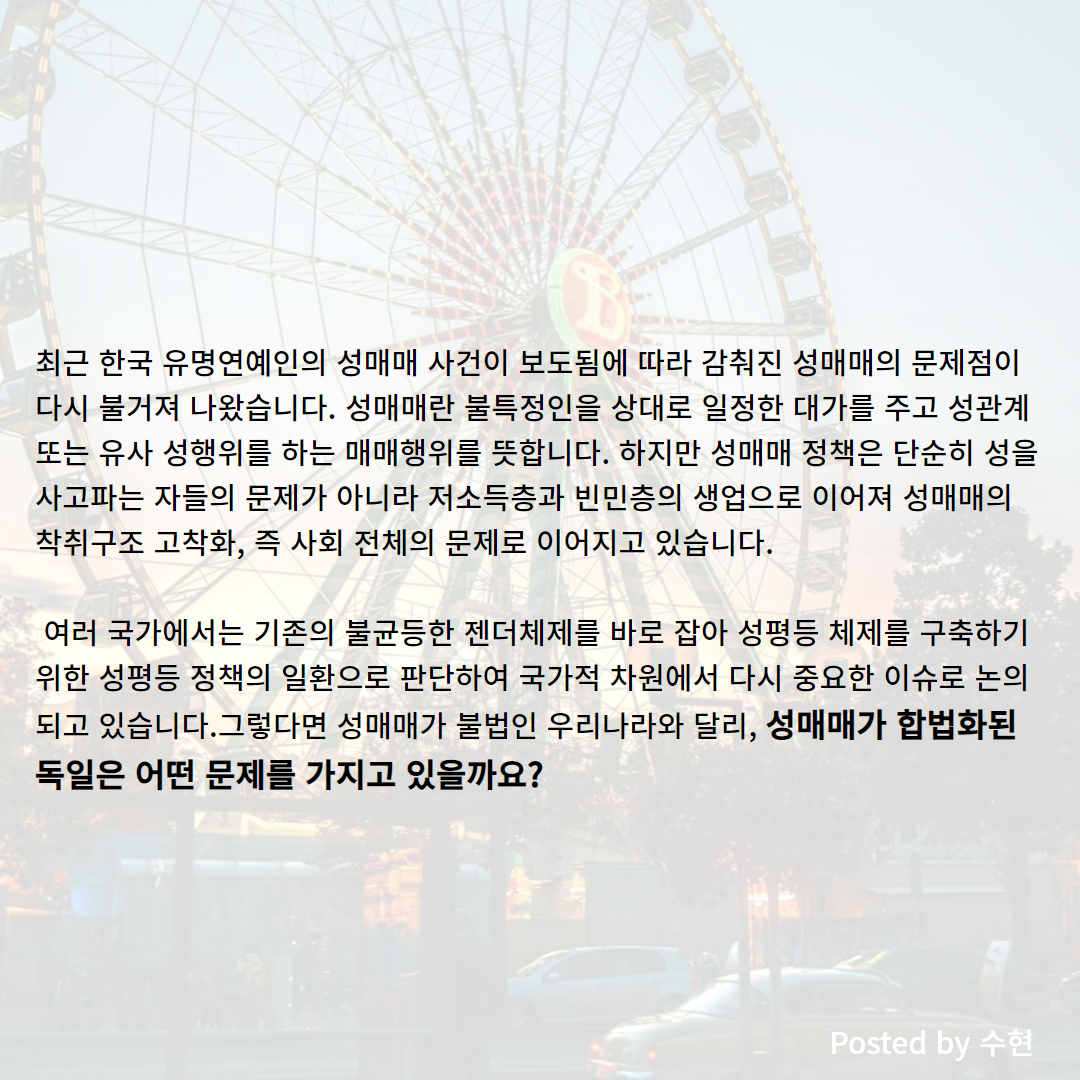 최근 한국 유명연예인의 성매매 사건이 보도됨에 따라 감춰진 성매매의 문제점이
다시 불거져 나왔습니다. 성매매란 불특정인을 상대로 일정한 대가를 주고 성관계
또는 유사 성행위를 하는 매매행위를 뜻합니다. 하지만 성매매 정책은 단순히 성을
사고파는 자들의 문제가 아니라 저소득층과 빈민층의 생업으로 이어져 성매매의
착취구조 고착화, 즉 사회 전체의 문제로 이어지고 있습니다.
여러 국가에서는 기존의 불균등한 젠더체제를 바로 잡아 성평등 체제를 구축하기
위한 성평등 정책의 일환으로 판단하여 국가적 차원에서 다시 중요한 이슈로 논의
되고 있습니다.그렇다면 성매매가 불법인 우리나라와 달리, 성매매가 합법화된
독일은 어떤 문제를 가지고 있을까요?
Posted by 수현